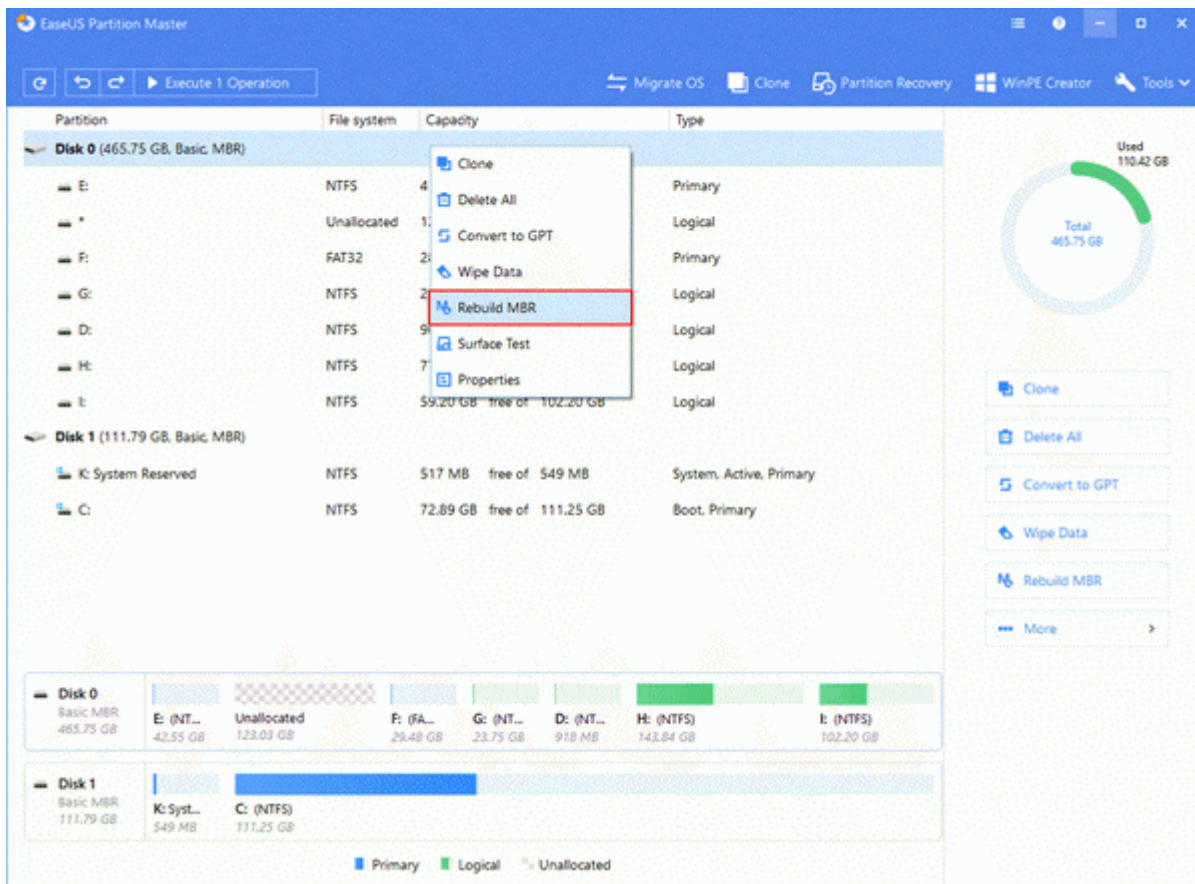 EaseUS Partition Master
Execute 1 Operation
Migrate OS Clone Partition Recovery WinPE Creator Tools
Partition File system Capacity Type
Disk 0 (465.75 GB, Basic, MBR)
E: NTFS 4 Primary
* Unallocated 1 Logical
F: FAT32 2 Primary
G: NTFS 2 Logical
D: NTFS 9 Logical
H: NTFS 7 Logical
I: NTFS 59.20 GB free of 102.20 GB Logical
Clone
Delete All
Convert to GPT
Wipe Data
Rebuild MBR
Surface Test
Properties
Disk 1 (111.79 GB, Basic, MBR)
K: System Reserved NTFS 517 MB free of 549 MB System, Active, Primary
C: NTFS 72.89 GB free of 111.25 GB Boot, Primary
Used
110.42 GB
Total
465.75 GB
Clone
Delete All
Convert to GPT
Wipe Data
Rebuild MBR
More
Disk 0
Basic MBR
465.75 GB
E: (NT... Unallocated F: (FA... G: (NT... D: (NT... H: (NTFS) I: (NTFS)
42.55 GB 123.03 GB 29.48 GB 23.75 GB 918 MB 143.84 GB 102.20 GB
Disk 1
Basic MBR
111.79 GB
K: Syst... C: (NTFS)
549 MB 111.25 GB
Primary Logical Unallocated